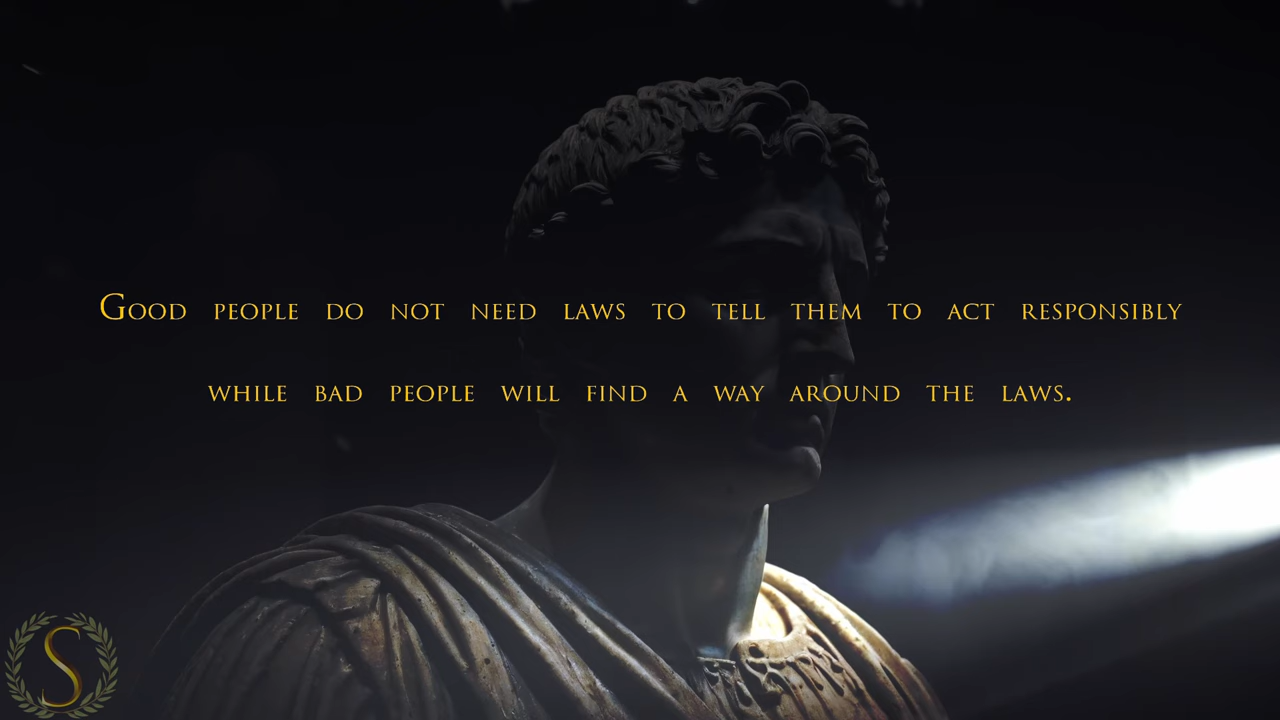 Good people do not need laws to tell them to act responsibly
while bad people will find a way around the laws.
S